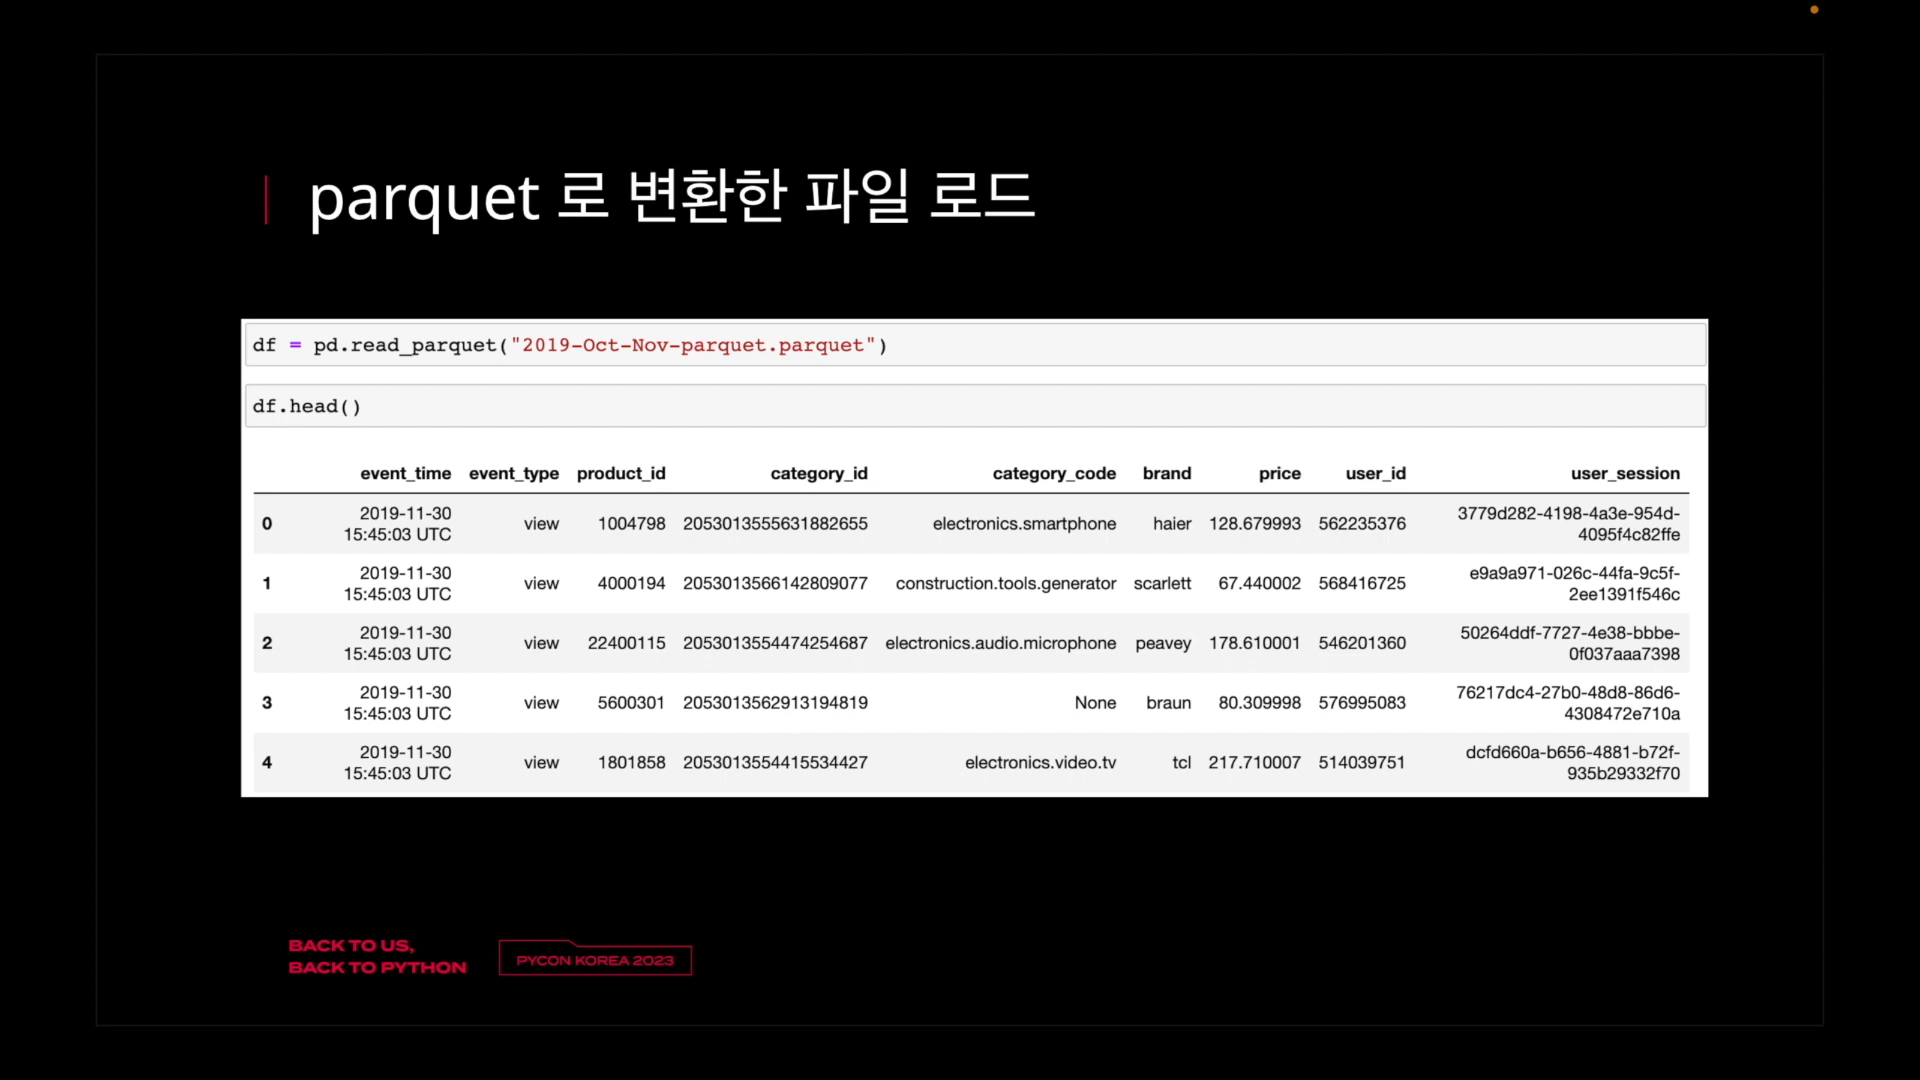 parquet 로 변환한 파일 로드
df = pd.read_parquet("2019-Oct-Nov-parquet.parquet")
df.head()
event_time event_type product_id category_id category_code brand price user_id user_session
0 2019-11-30 15:45:03 UTC view 1004798 2053013555631882655 electronics.smartphone haier 128.679993 562235376 3779d282-4198-4a3e-954d-4095f4c82ffe
1 2019-11-30 15:45:03 UTC view 4000194 2053013566142809077 construction.tools.generator scarlett 67.440002 568416725 e9a9a971-026c-44fa-9c5f-2ee1391f546c
2 2019-11-30 15:45:03 UTC view 22400115 2053013554474254687 electronics.audio.microphone peavey 178.610001 546201360 50264ddf-7727-4e38-bbbe-0f037aaa7398
3 2019-11-30 15:45:03 UTC view 5600301 2053013562913194819 None braun 80.309998 576995083 76217dc4-27b0-48d8-86d6-4308472e710a
4 2019-11-30 15:45:03 UTC view 1801858 2053013554415534427 electronics.video.tv tcl 217.710007 514039751 dcfd660a-b656-4881-b72f-935b29332f70
BACK TO US,
BACK TO PYTHON
PYCON KOREA 2023